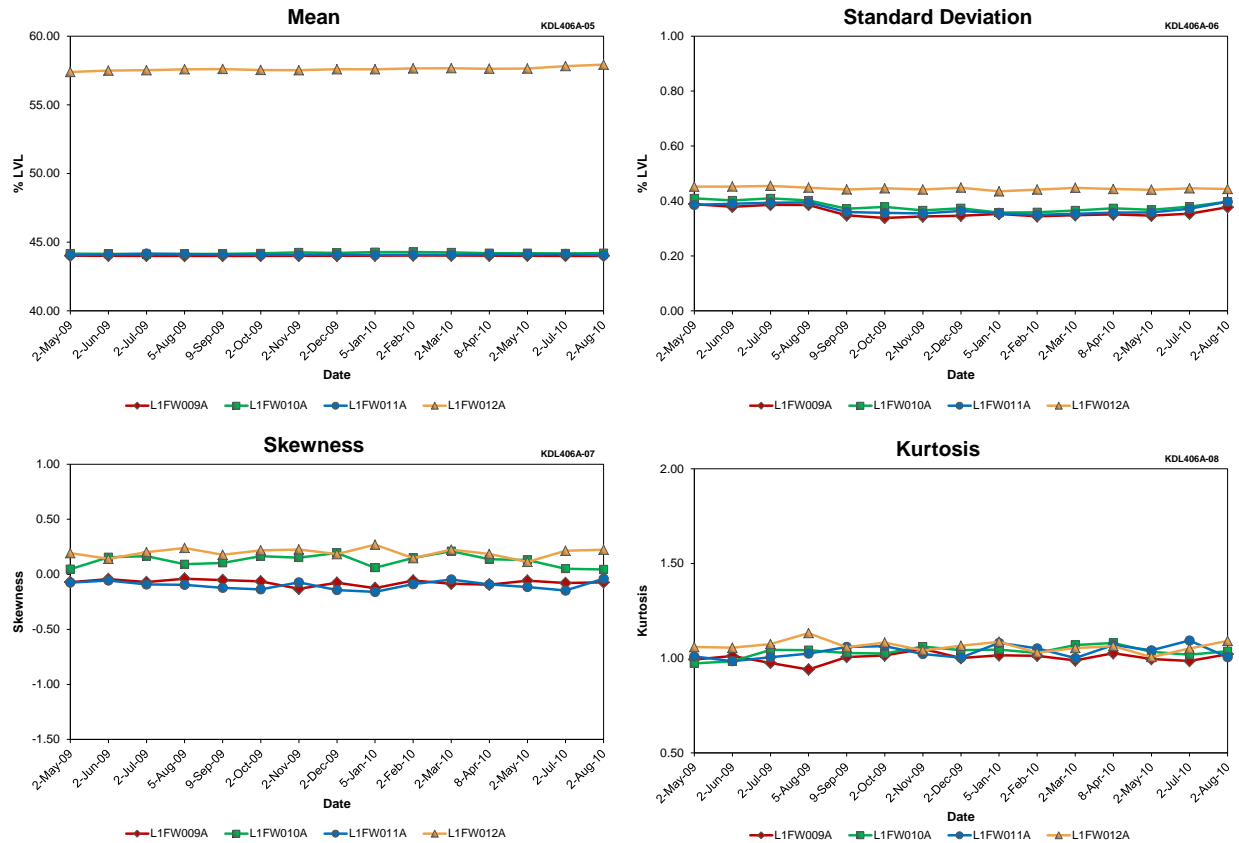 Mean
KDL406A-05
60.00
55.00
50.00
45.00
40.00
% LVL
2-May-09
2-Jun-09
2-Jul-09
5-Aug-09
9-Sep-09
2-Oct-09
2-Nov-09
2-Dec-09
5-Jan-10
2-Feb-10
2-Mar-10
8-Apr-10
2-May-10
2-Jul-10
2-Aug-10
Date
L1FW009A L1FW010A L1FW011A L1FW012A
Standard Deviation
KDL406A-06
1.00
0.80
0.60
0.40
0.20
0.00
% LVL
2-May-09
2-Jun-09
2-Jul-09
5-Aug-09
9-Sep-09
2-Oct-09
2-Nov-09
2-Dec-09
5-Jan-10
2-Feb-10
2-Mar-10
8-Apr-10
2-May-10
2-Jul-10
2-Aug-10
Date
L1FW009A L1FW010A L1FW011A L1FW012A
Skewness
KDL406A-07
1.00
0.50
0.00
-0.50
-1.00
-1.50
Skewness
2-May-09
2-Jun-09
2-Jul-09
5-Aug-09
9-Sep-09
2-Oct-09
2-Nov-09
2-Dec-09
5-Jan-10
2-Feb-10
2-Mar-10
8-Apr-10
2-May-10
2-Jul-10
2-Aug-10
Date
L1FW009A L1FW010A L1FW011A L1FW012A
Kurtosis
KDL406A-08
2.00
1.50
1.00
0.50
Kurtosis
2-May-09
2-Jun-09
2-Jul-09
5-Aug-09
9-Sep-09
2-Oct-09
2-Nov-09
2-Dec-09
5-Jan-10
2-Feb-10
2-Mar-10
8-Apr-10
2-May-10
2-Jul-10
2-Aug-10
Date
L1FW009A L1FW010A L1FW011A L1FW012A